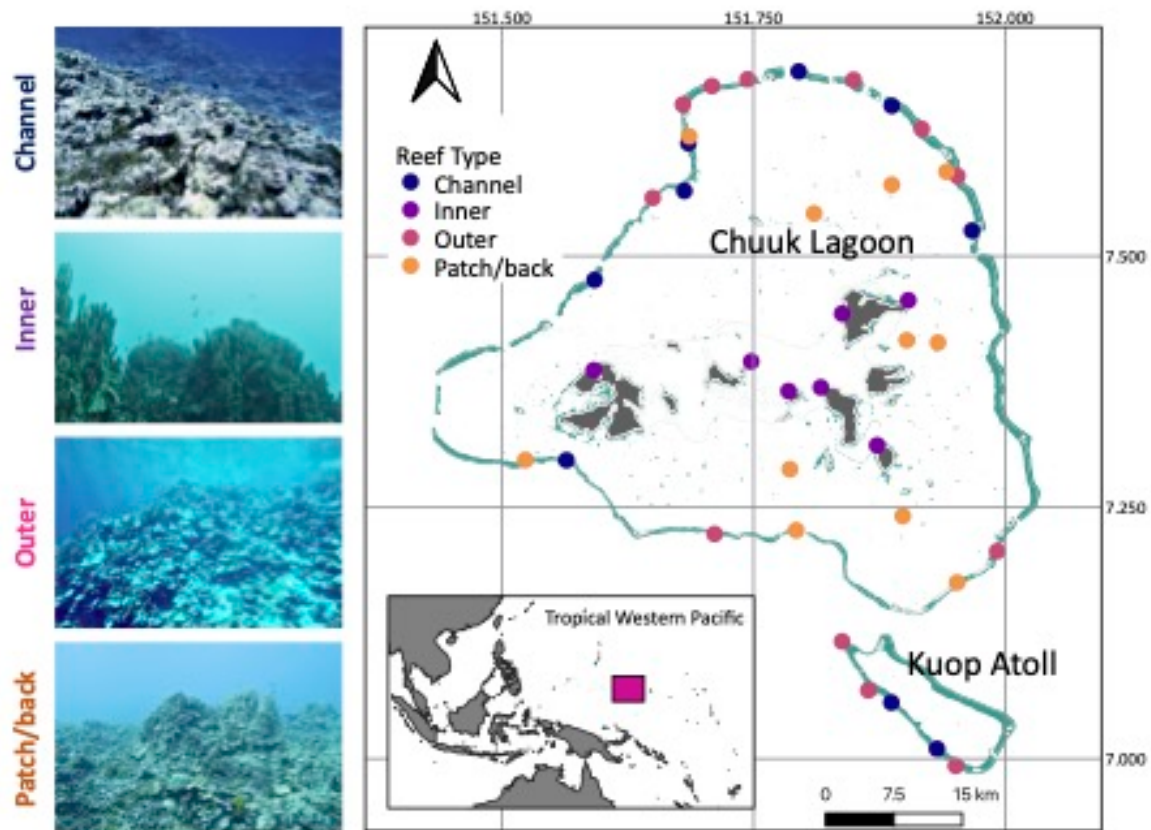 Channel
Inner
Outer
Patch/back
151.500
151.750
152.000
Reef Type
Channel
Inner
Outer
Patch/back
Chuuk Lagoon
7.500
7.250
Tropical Western Pacific
Kuop Atoll
7.000
0 7.5 15 km